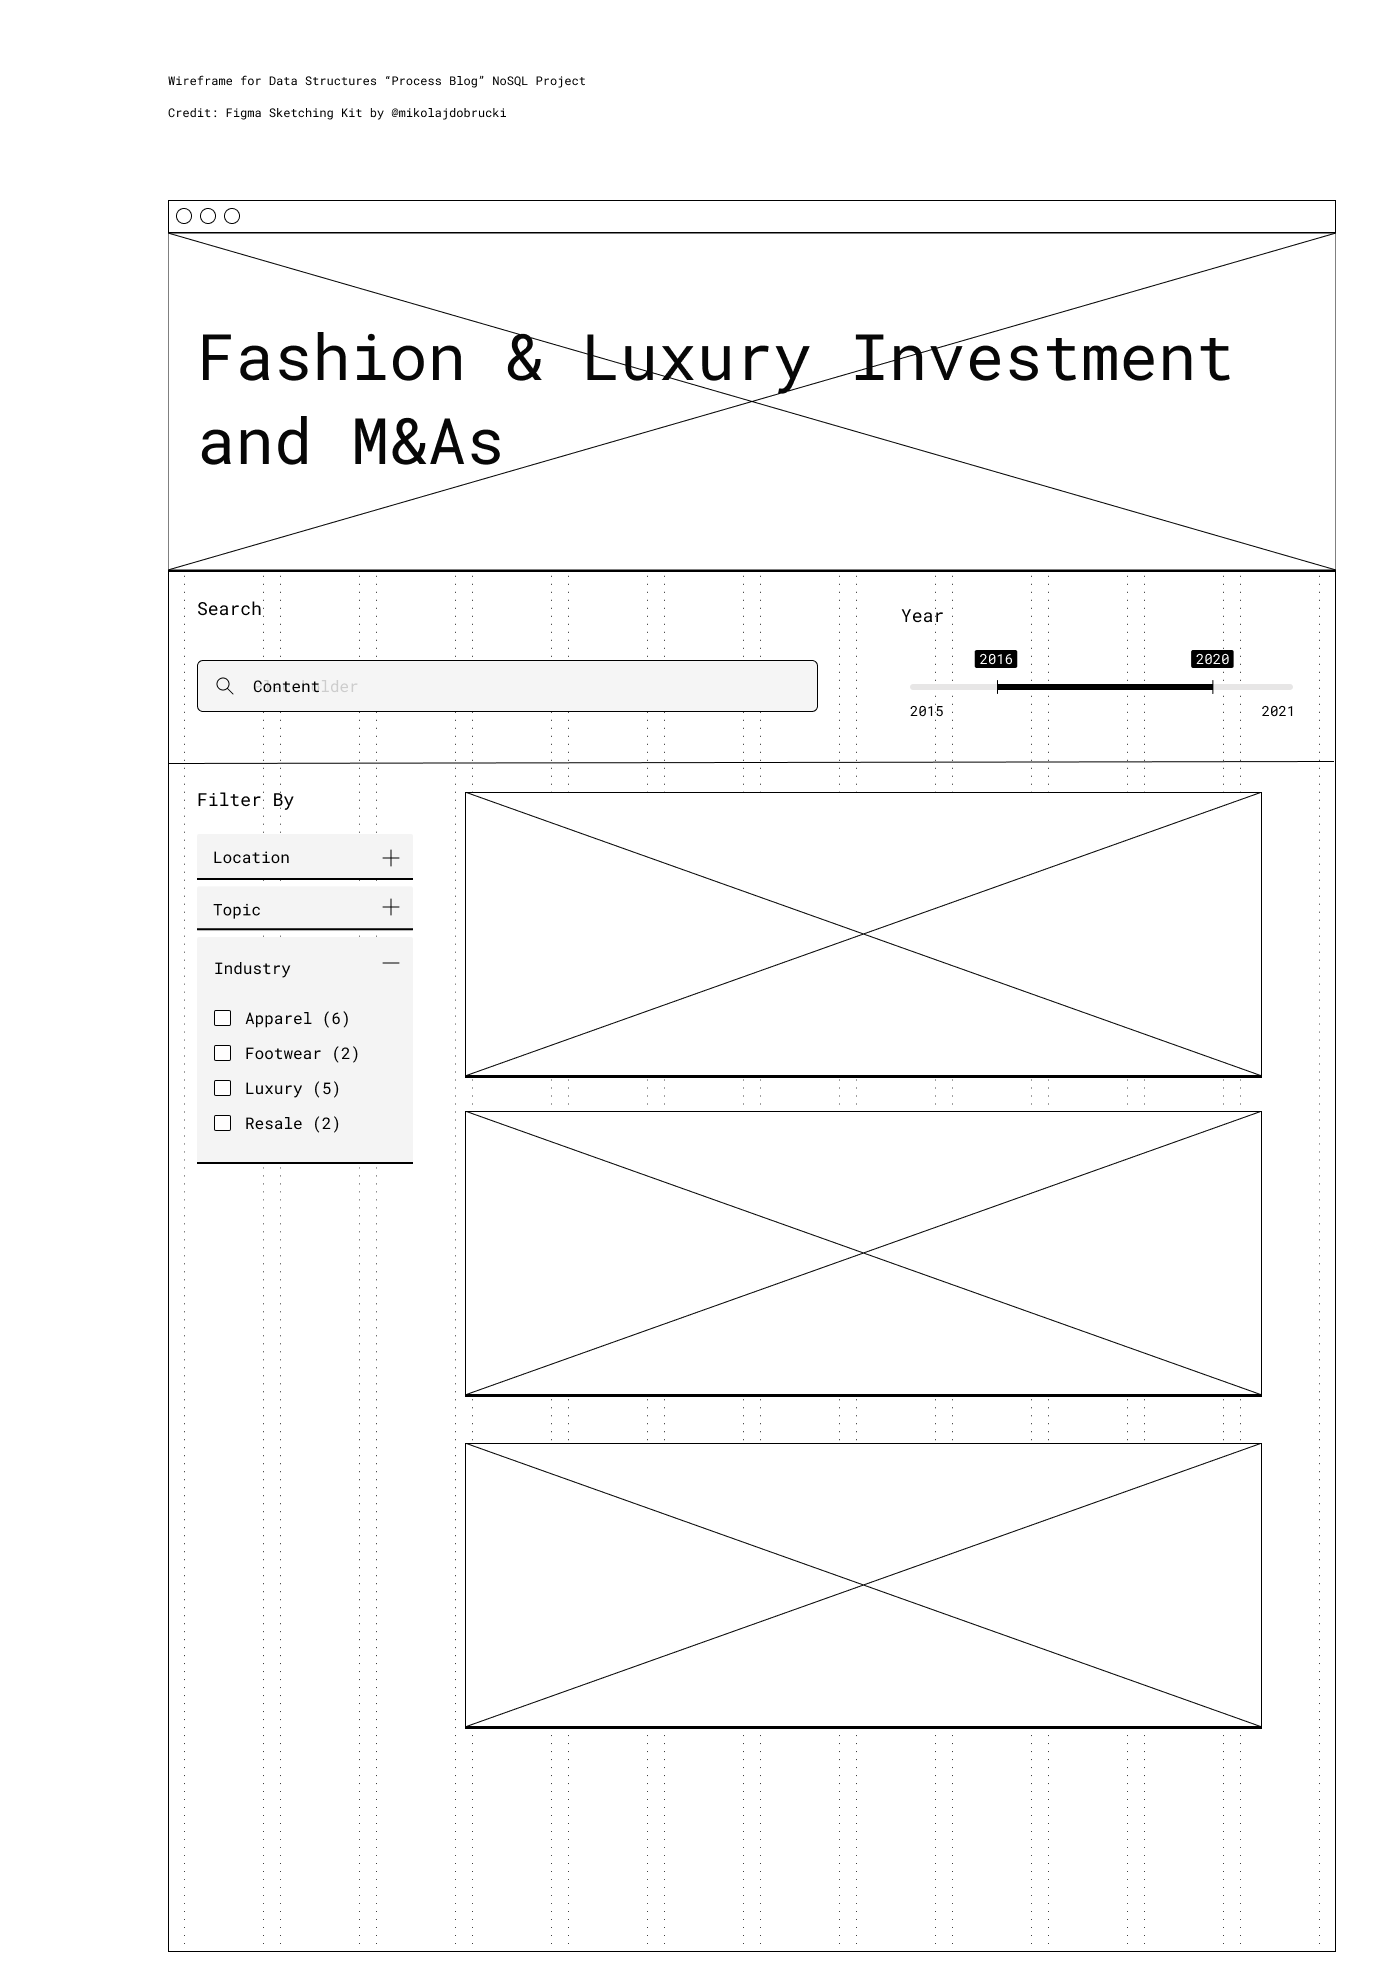 Wireframe for Data Structures “Process Blog” NoSQL Project
Credit: Figma Sketching Kit by @mikolajdobrucki
Fashion & Luxury Investment
and M&As
Search
Year
2016 2020
Content
2015 2021
Filter By
Location
Topic
Industry
Apparel (6)
Footwear (2)
Luxury (5)
Resale (2)